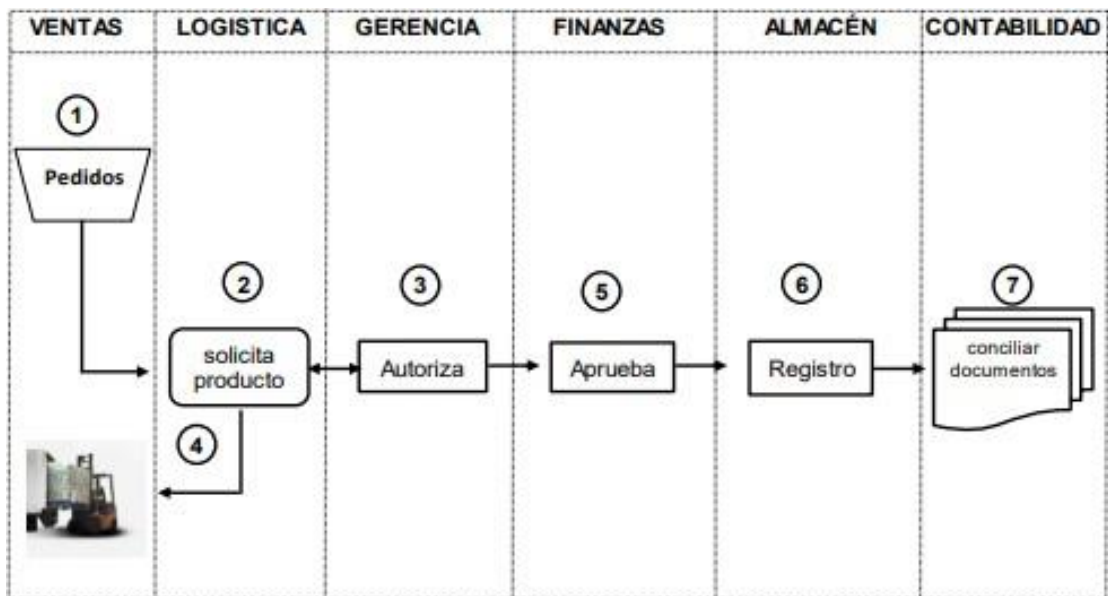 VENTAS LOGISTICA GERENCIA FINANZAS ALMACÉN CONTABILIDAD
1
Pedidos
2 3 5 6 7
solicita
producto
Autoriza
Aprueba
Registro
conciliar
documentos
4